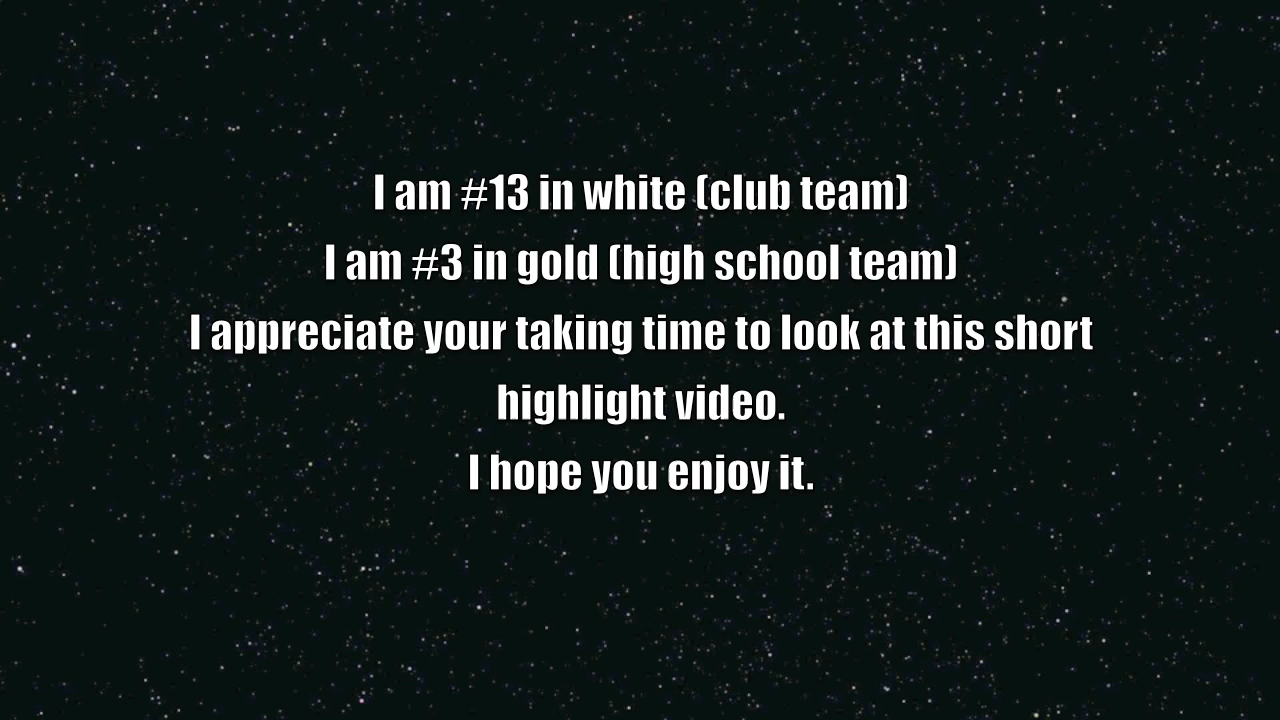 I am #13 in white (club team)
I am #3 in gold (high school team)
I appreciate your taking time to look at this short
highlight video.
I hope you enjoy it.